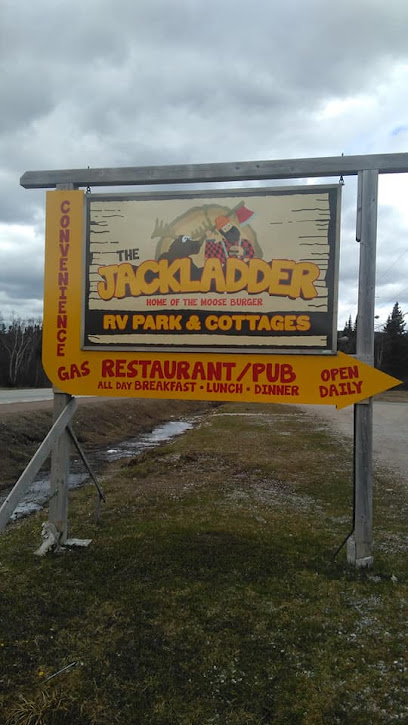 THE
JACKLADDER
HOME OF THE MOOSE BURGER
RV PARK & COTTAGES
CONVENIENCE
GAS
RESTAURANT/PUB
ALL DAY BREAKFAST • LUNCH • DINNER
OPEN
DAILY